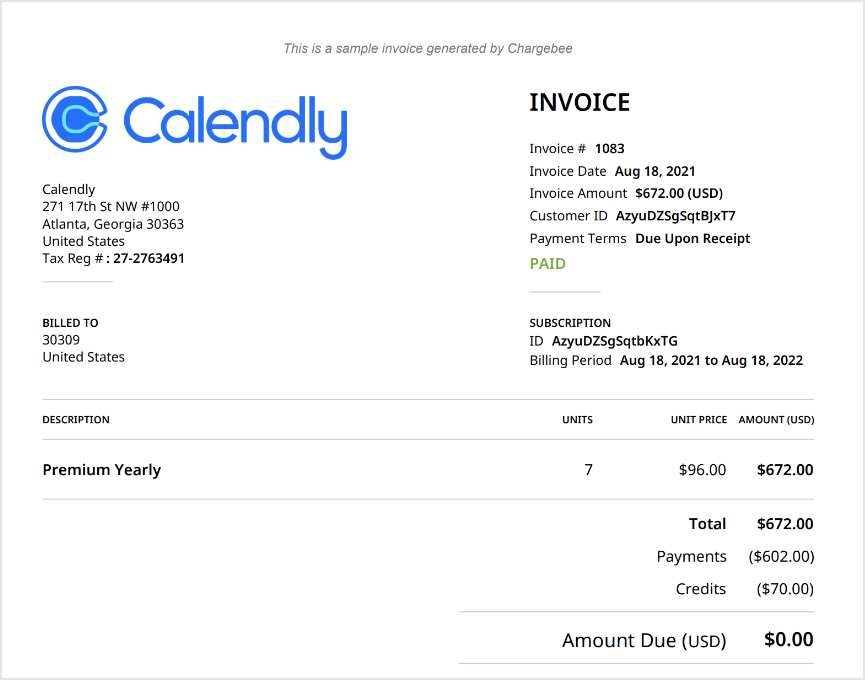 This is a sample invoice generated by Chargebee
Calendly
INVOICE
Invoice # 1083
Invoice Date Aug 18, 2021
Invoice Amount $672.00 (USD)
Customer ID AzyuDZSgSqtBJxT7
Payment Terms Due Upon Receipt
PAID
Calendly
271 17th St NW #1000
Atlanta, Georgia 30363
United States
Tax Reg # : 27-2763491
BILLED TO
30309
United States
SUBSCRIPTION
ID AzyuDZSgSqtbKxTG
Billing Period Aug 18, 2021 to Aug 18, 2022
DESCRIPTION UNITS UNIT PRICE AMOUNT (USD)
Premium Yearly 7 $96.00 $672.00
Total $672.00
Payments ($602.00)
Credits ($70.00)
Amount Due (USD) $0.00